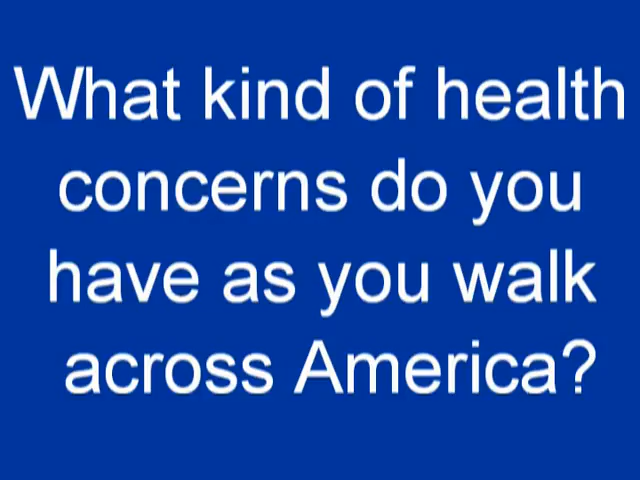 What kind of health
concerns do you
have as you walk
across America?